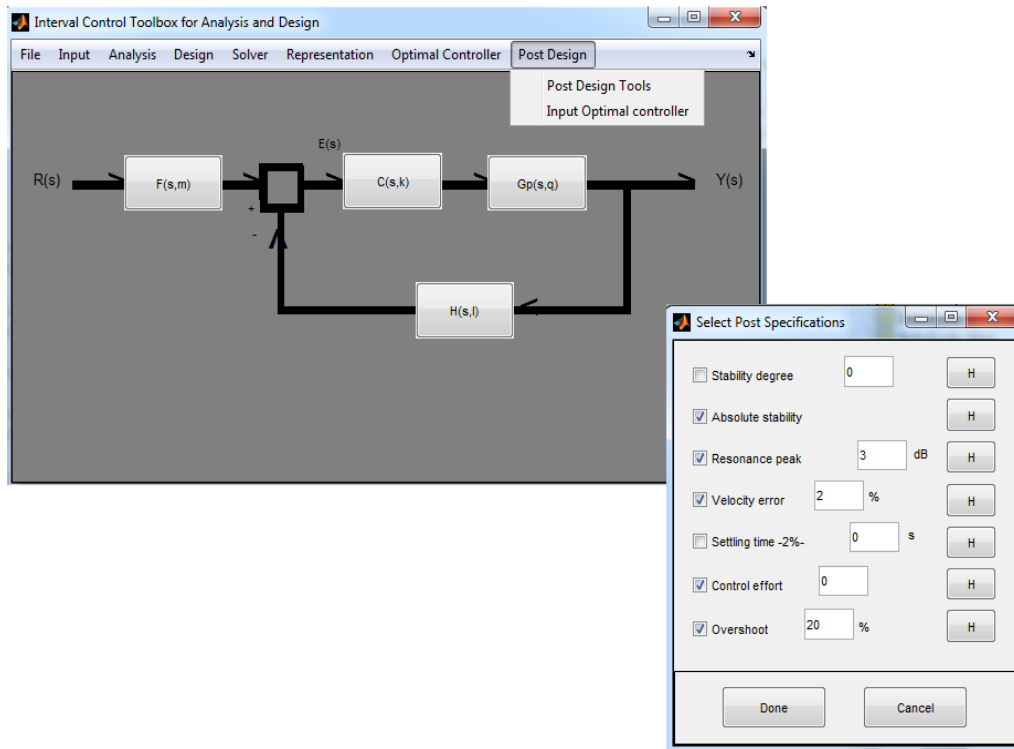 Interval Control Toolbox for Analysis and Design
File Input Analysis Design Solver Representation Optimal Controller Post Design
Post Design Tools
Input Optimal controller
E(s)
R(s) F(s,m) C(s,k) Gp(s,q) Y(s)
+
-
H(s,l)
Select Post Specifications
Stability degree 0 H
Absolute stability H
Resonance peak 3 dB H
Velocity error 2 % H
Settling time -2%- 0 s H
Control effort 0 H
Overshoot 20 % H
Done Cancel